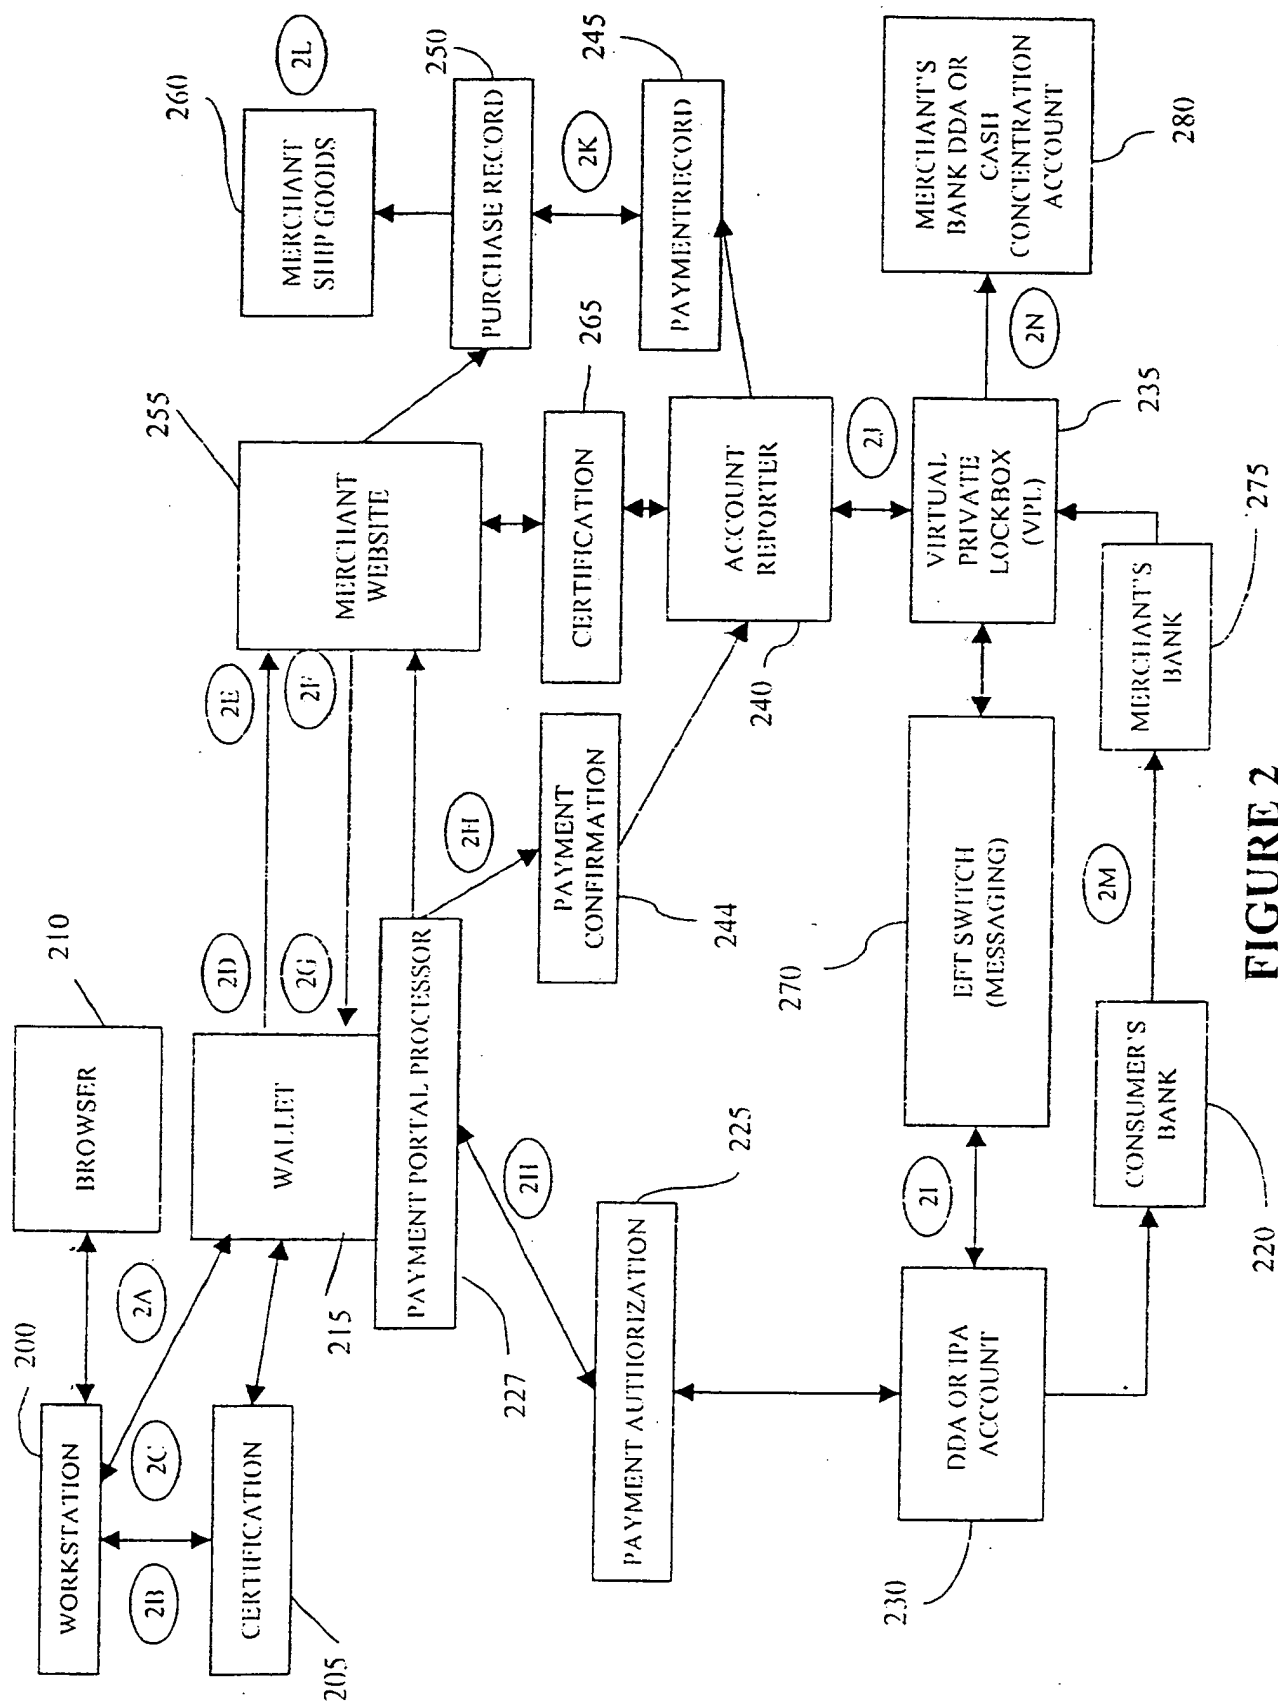 200
WORKSTATION
2A
BROWSER
210
2B
2C
205
CERTIFICATION
215
WALLET
2D
2E
2G
2F
255
MERCHANT
WEBSITE
260
MERCHANT
SHIP GOODS
2L
227
PAYMENT PORTAL PROCESSOR
2H
2H
250
PURCHASE RECORD
2K
PAYMENT
CONFIRMATION
244
265
CERTIFICATION
225
PAYMENT AUTHORIZATION
245
PAYMENTRECORD
240
ACCOUNT
REPORTER
2J
230
DDA OR IPA
ACCOUNT
2I
270
EFT SWITCH
(MESSAGING)
VIRTUAL
PRIVATE
LOCKBOX
(VPL)
235
2N
MERCHANT'S
BANK DDA OR
CASH
CONCENTRATION
ACCOUNT
280
220
CONSUMER'S
BANK
2M
MERCHANT'S
BANK
275
FIGURE 2